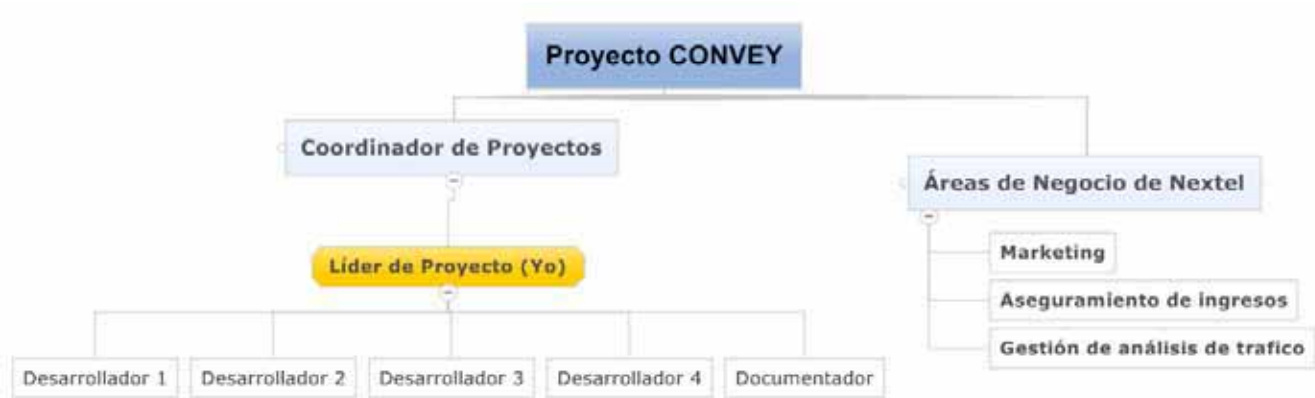 Proyecto CONVEY
Coordinador de Proyectos
Áreas de Negocio de Nextel
Líder de Proyecto (Yo)
Marketing
Aseguramiento de ingresos
Gestión de análisis de trafico
Desarrollador 1
Desarrollador 2
Desarrollador 3
Desarrollador 4
Documentador